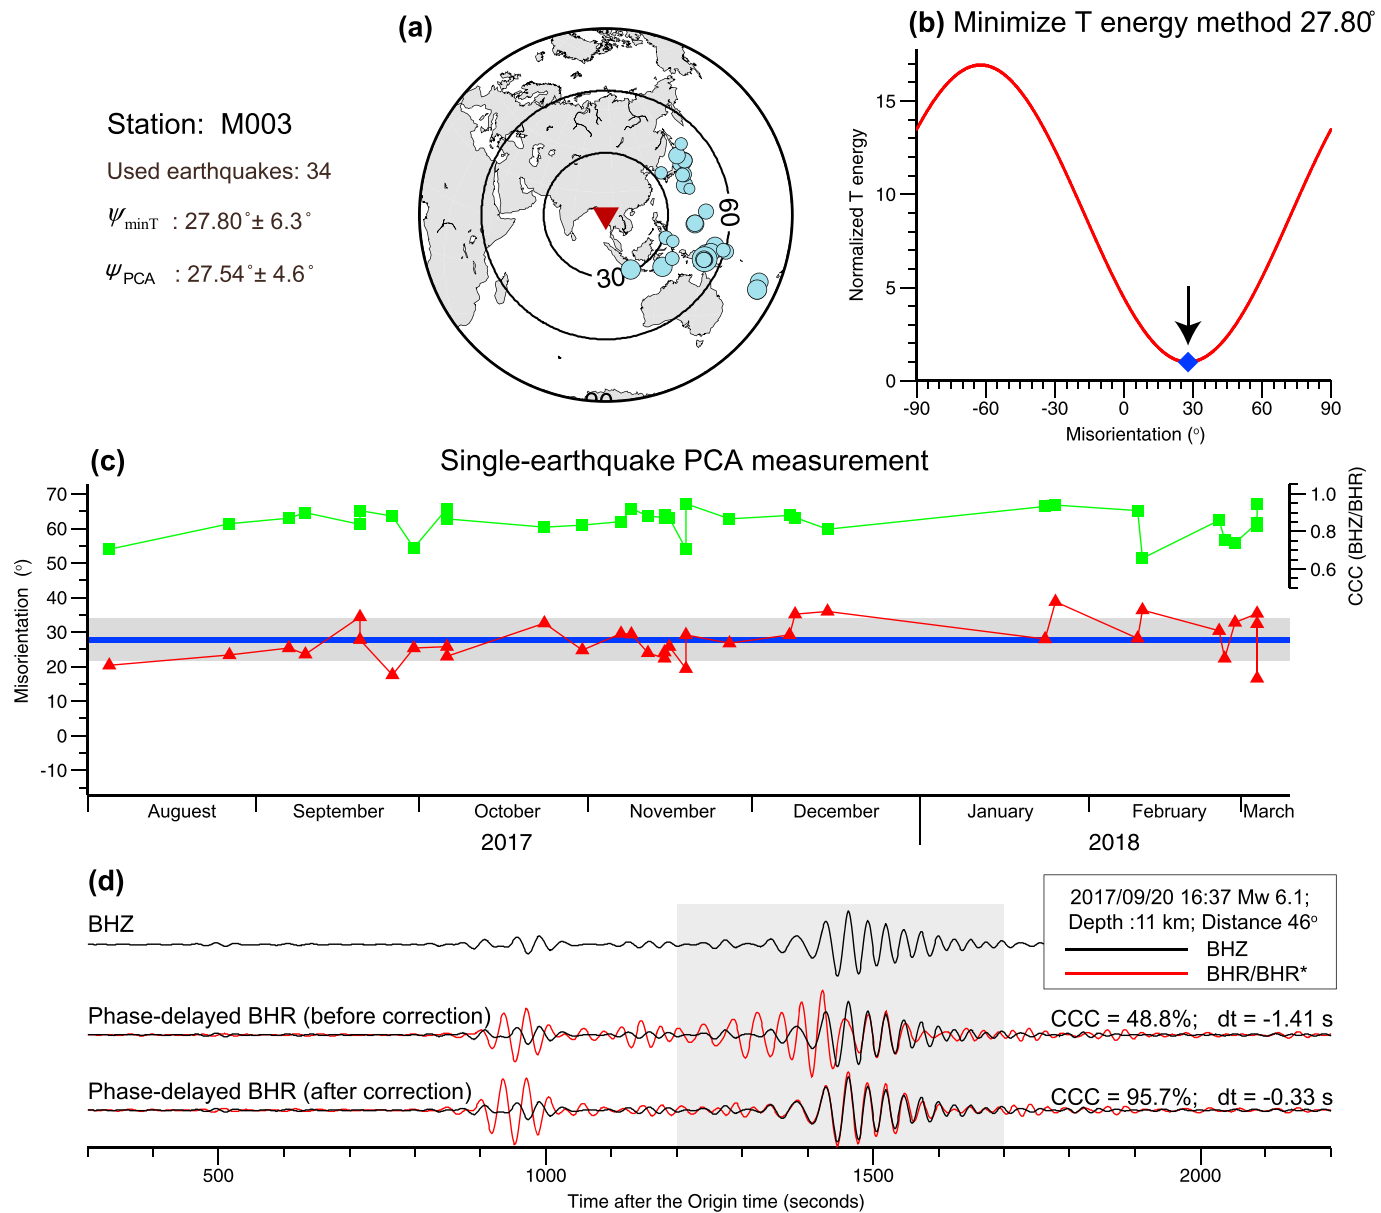 (a)
Station: M003
Used earthquakes: 34
ψminT : 27.80°± 6.3°
ψPCA : 27.54°± 4.6°
60
30
90
(b) Minimize T energy method 27.80°
Normalized T energy
15
10
5
0
-90 -60 -30 0 30 60 90
Misorientation (°)
(c) Single-earthquake PCA measurement
Misorientation (°)
70
60
50
40
30
20
10
0
-10
1.0
0.8
0.6
CCC (BHZ/BHR)
Auguest September October November December January February March
2017 2018
(d)
BHZ
2017/09/20 16:37 Mw 6.1;
Depth :11 km; Distance 46°
BHZ
BHR/BHR*
Phase-delayed BHR (before correction)
CCC = 48.8%; dt = -1.41 s
Phase-delayed BHR (after correction)
CCC = 95.7%; dt = -0.33 s
500 1000 1500 2000
Time after the Origin time (seconds)